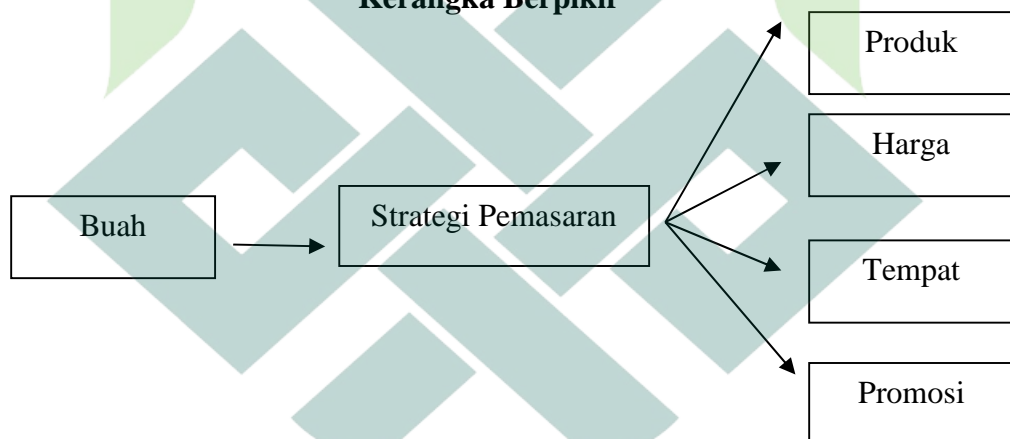 Kerangka Berpikir
Produk
Harga
Buah
Strategi Pemasaran
Tempat
Promosi